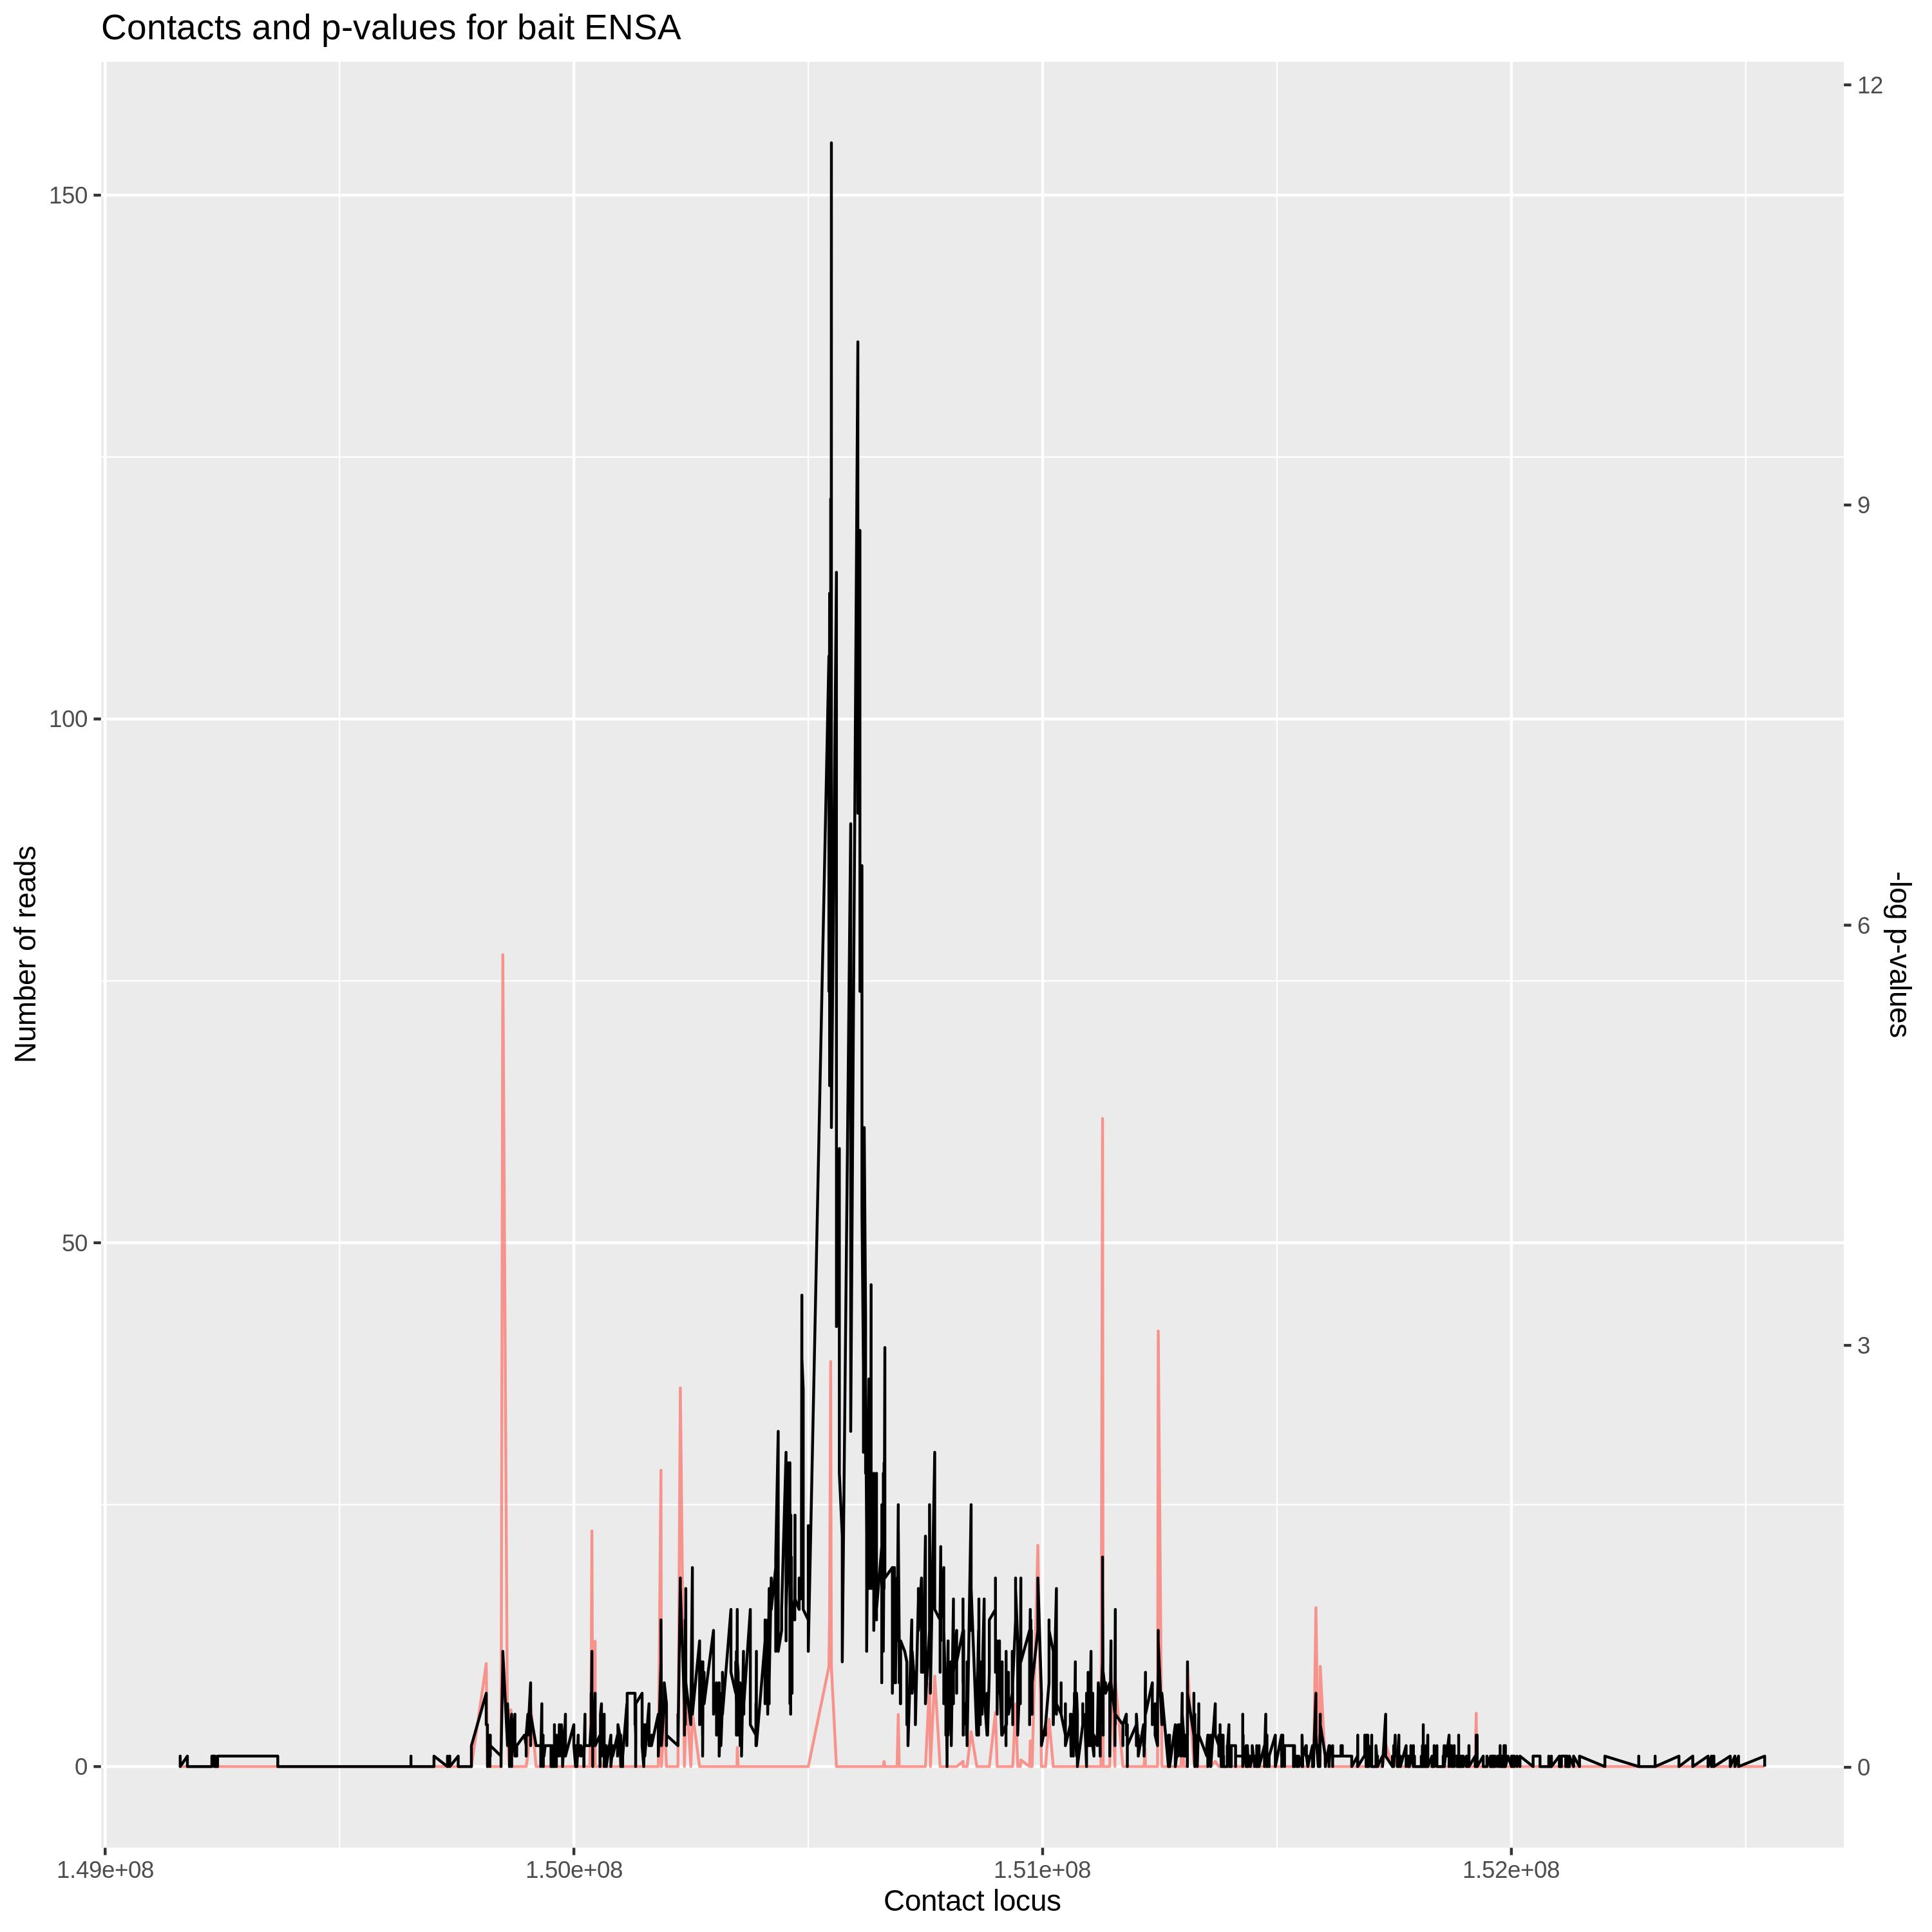 Contacts and p-values for bait ENSA
150
100
50
0
12
9
6
3
0
Number of reads
-log p-values
1.49e+08
1.50e+08
1.51e+08
1.52e+08
Contact locus